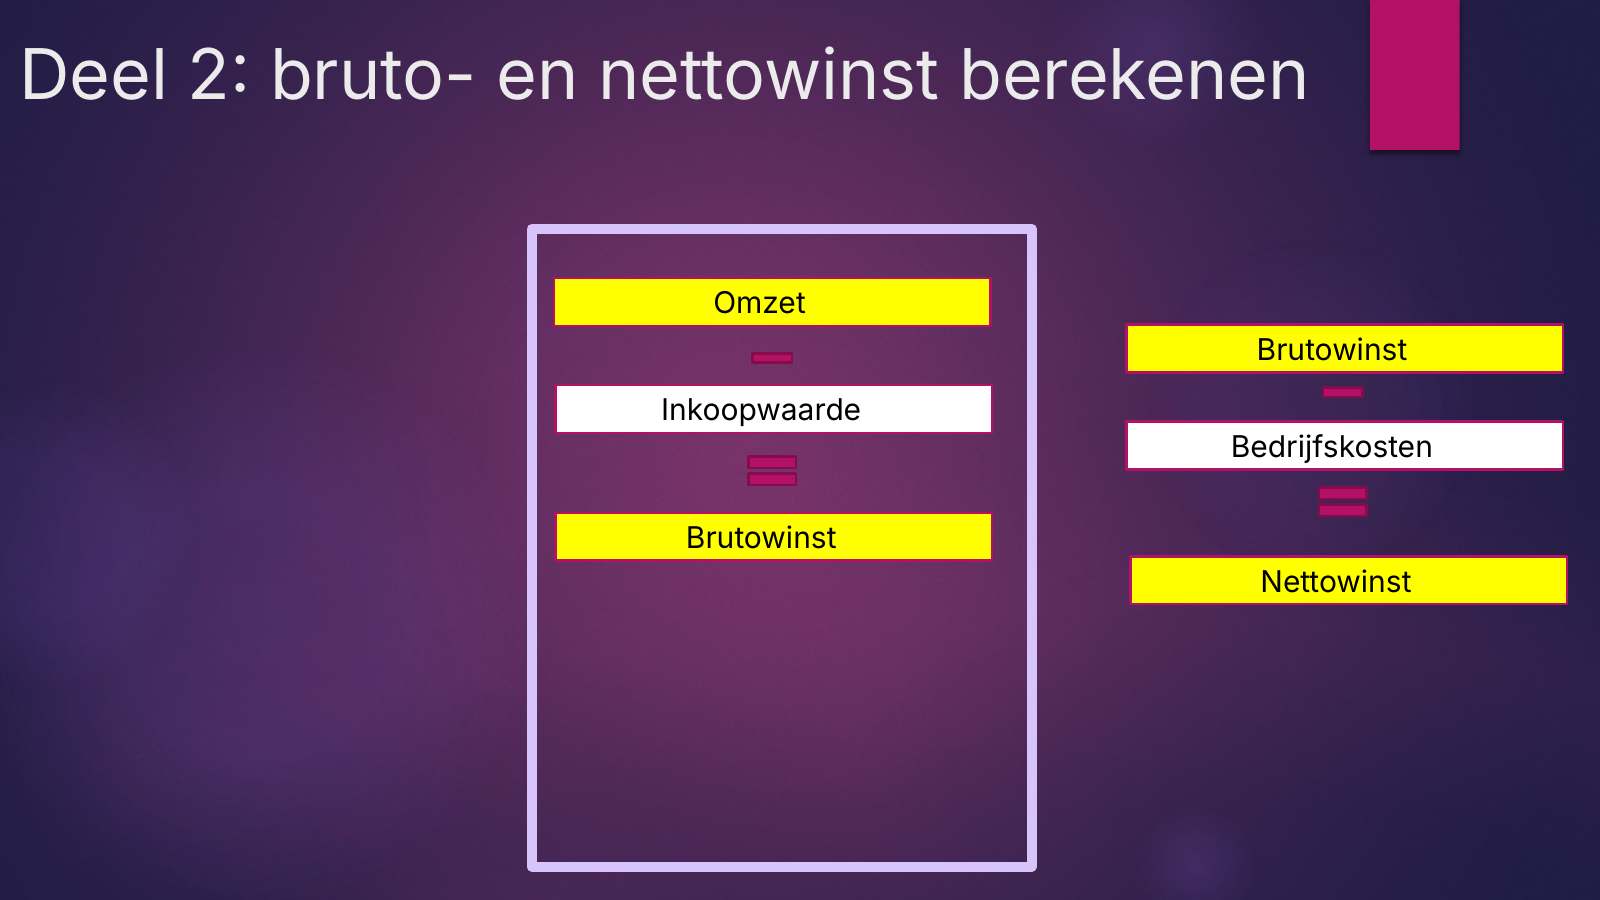 Deel 2: bruto- en nettowinst berekenen
Omzet
Inkoopwaarde
Brutowinst
Brutowinst
Bedrijfskosten
Nettowinst